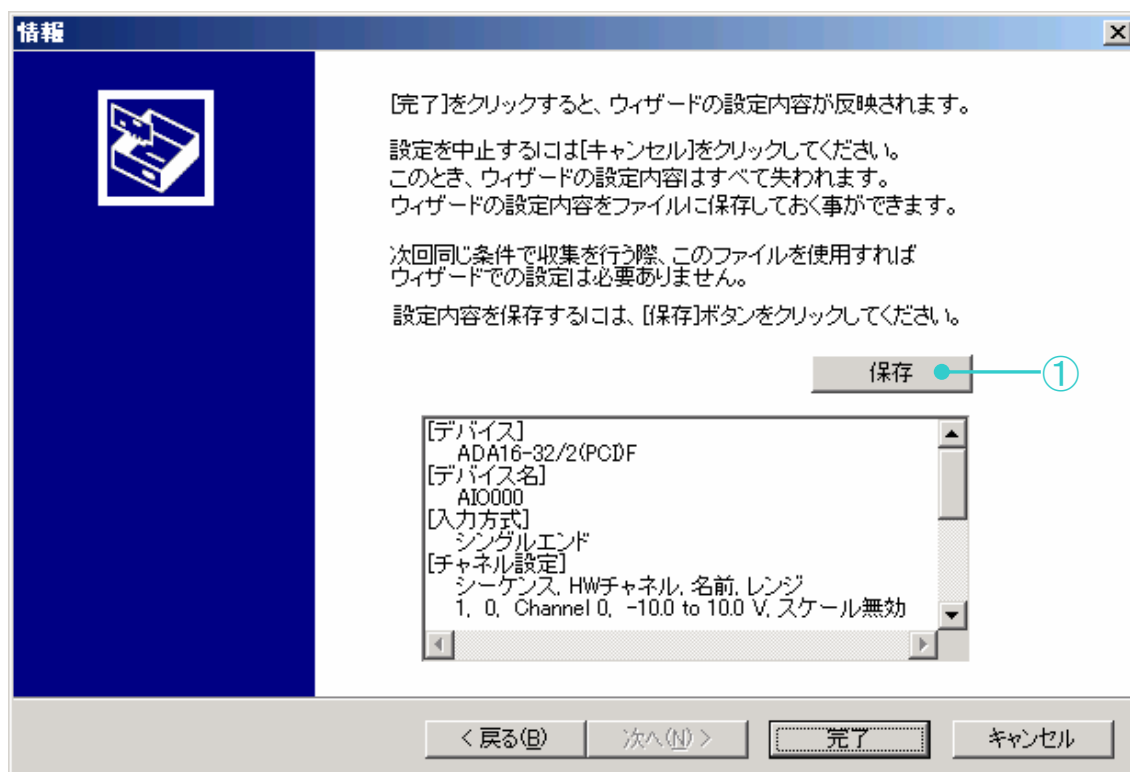 情報
[完了]をクリックすると、ウィザードの設定内容が反映されます。
設定を中止するには[キャンセル]をクリックしてください。
このとき、ウィザードの設定内容はすべて失われます。
ウィザードの設定内容をファイルに保存しておく事ができます。
次回同じ条件で収集を行う際、このファイルを使用すれば
ウィザードでの設定は必要ありません。
設定内容を保存するには、[保存]ボタンをクリックしてください。
保存 ①
[デバイス]
ADA16-32/2(PCI)F
[デバイス名]
AIO000
[入力方式]
シングルエンド
[チャネル設定]
シーケンス, HWチャネル, 名前, レンジ
1, 0, Channel 0, -10.0 to 10.0 V, スケール無効
< 戻る(B) 次へ(N) > 完了 キャンセル